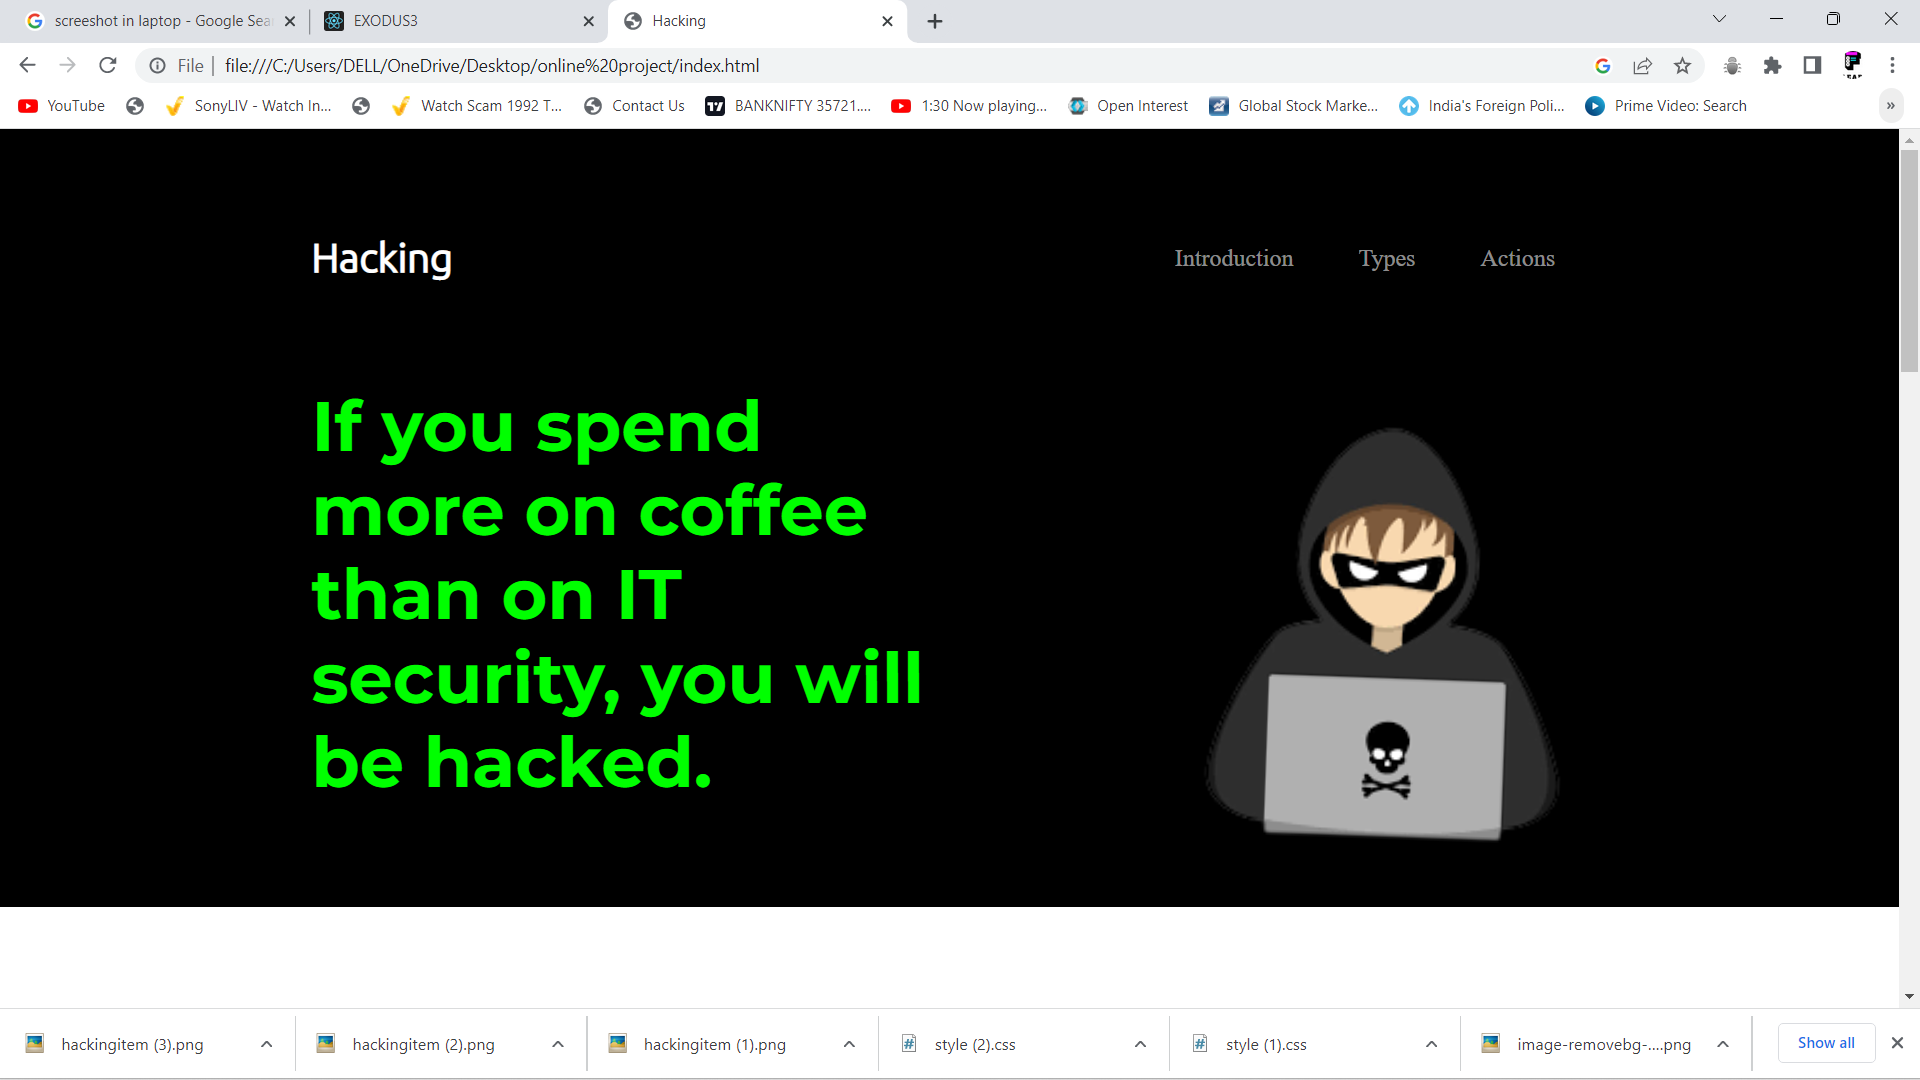 screeshot in laptop - Google Sea
EXODUS3
Hacking
File
file:///C:/Users/DELL/OneDrive/Desktop/online%20project/index.html
YouTube
SonyLIV - Watch In...
Watch Scam 1992 T...
Contact Us
BANKNIFTY 35721....
1:30 Now playing...
Open Interest
Global Stock Marke...
India's Foreign Poli...
Prime Video: Search
»
Hacking
Introduction
Types
Actions
If you spend
more on coffee
than on IT
security, you will
be hacked.
hackingitem (3).png
hackingitem (2).png
hackingitem (1).png
style (2).css
style (1).css
image-removebg-....png
Show all